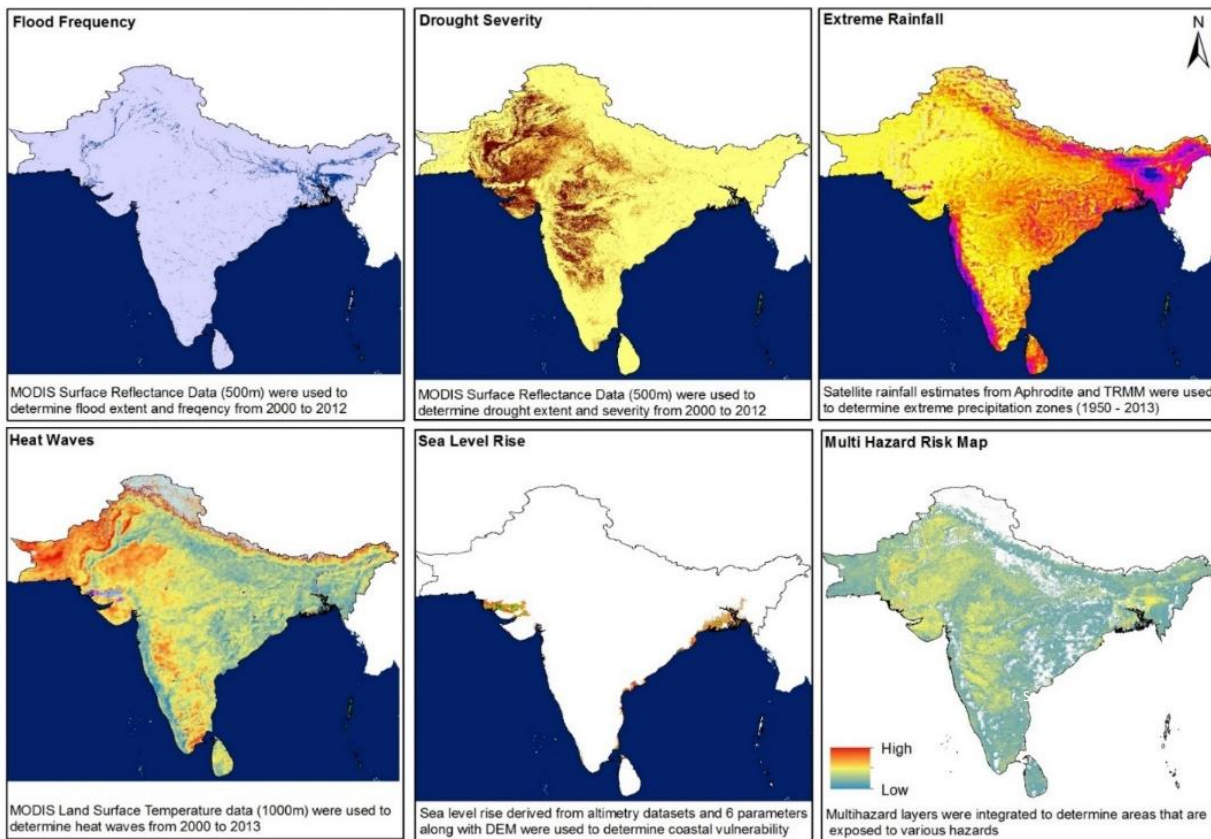 Flood Frequency
MODIS Surface Reflectance Data (500m) were used to
determine flood extent and freqency from 2000 to 2012
Drought Severity
MODIS Surface Reflectance Data (500m) were used to
determine drought extent and severity from 2000 to 2012
Extreme Rainfall
N
Satellite rainfall estimates from Aphrodite and TRMM were used
to determine extreme precipitation zones (1950 - 2013)
Heat Waves
MODIS Land Surface Temperature data (1000m) were used to
determine heat waves from 2000 to 2013
Sea Level Rise
Sea level rise derived from altimetry datasets and 6 parameters
along with DEM were used to determine coastal vulnerability
Multi Hazard Risk Map
S
High
Low
Multihazard layers were integrated to determine areas that are
exposed to various hazards